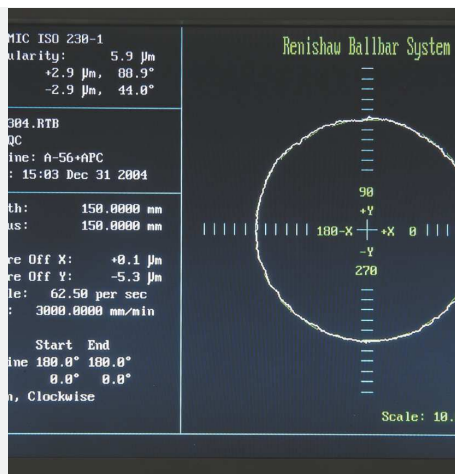 MIC ISO 230-1
ularity: 5.9 µm
+2.9 µm, 88.9°
-2.9 µm, 44.0°
304.RTB
QC
ine: A-56+APC
: 15:03 Dec 31 2004
th: 150.0000 mm
us: 150.0000 mm
re Off X: +0.1 µm
re Off Y: -5.3 µm
le: 62.50 per sec
: 3000.0000 mm/min
Start End
ine 180.0° 180.0°
0.0° 0.0°
n, Clockwise
Renishaw Ballbar System
90
+Y
180-X +X 0
-Y
270
Scale: 10.